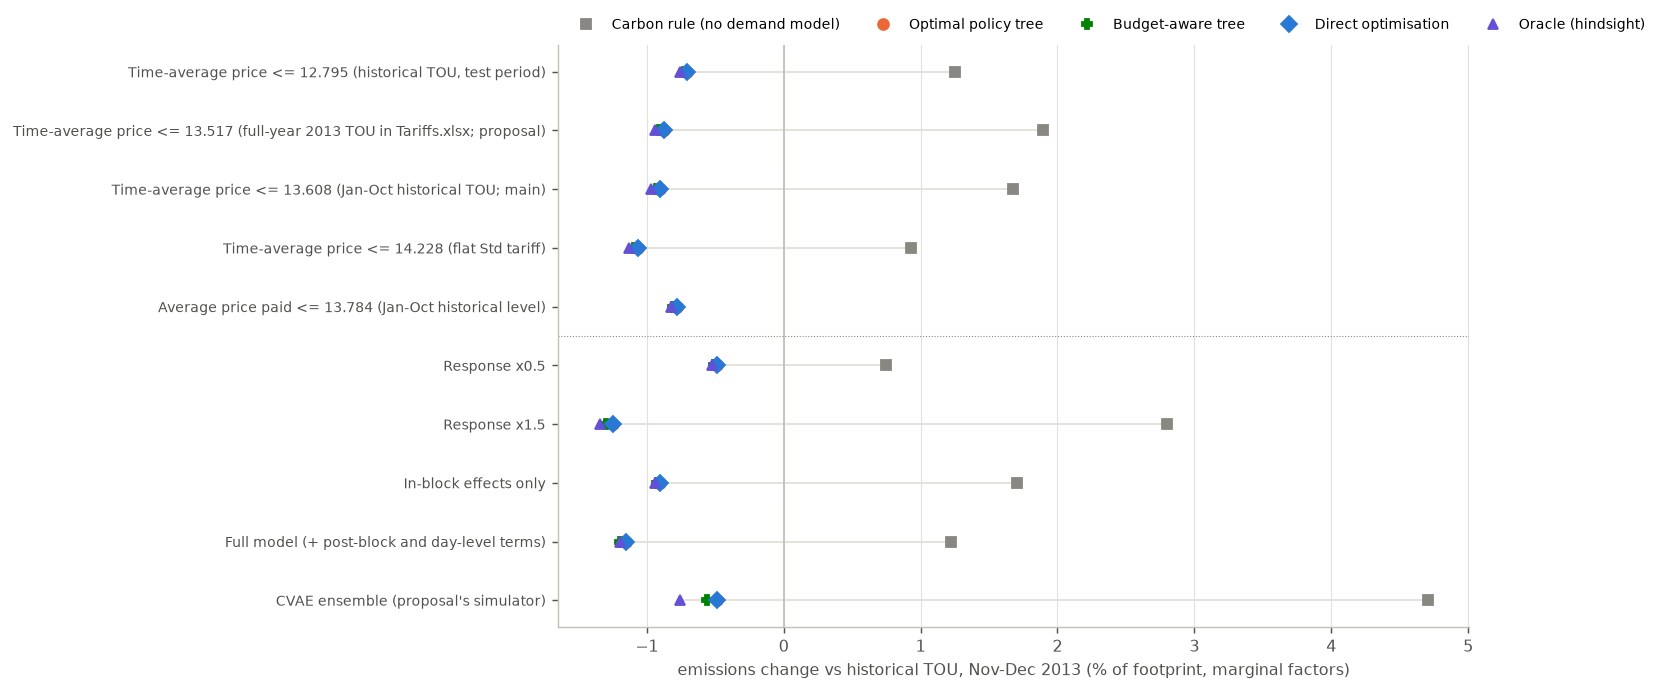 Carbon rule (no demand model) Optimal policy tree Budget-aware tree Direct optimisation Oracle (hindsight)
Time-average price <= 12.795 (historical TOU, test period)
Time-average price <= 13.517 (full-year 2013 TOU in Tariffs.xlsx; proposal)
Time-average price <= 13.608 (Jan-Oct historical TOU; main)
Time-average price <= 14.228 (flat Std tariff)
Average price paid <= 13.784 (Jan-Oct historical level)
Response x0.5
Response x1.5
In-block effects only
Full model (+ post-block and day-level terms)
CVAE ensemble (proposal's simulator)
−1 0 1 2 3 4 5
emissions change vs historical TOU, Nov-Dec 2013 (% of footprint, marginal factors)